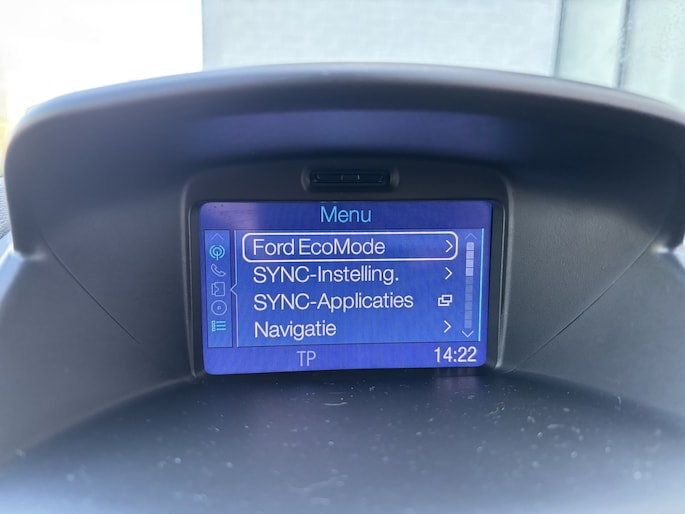 Menu
Ford EcoMode
SYNC-Instelling.
SYNC-Applicaties
Navigatie
TP 14:22